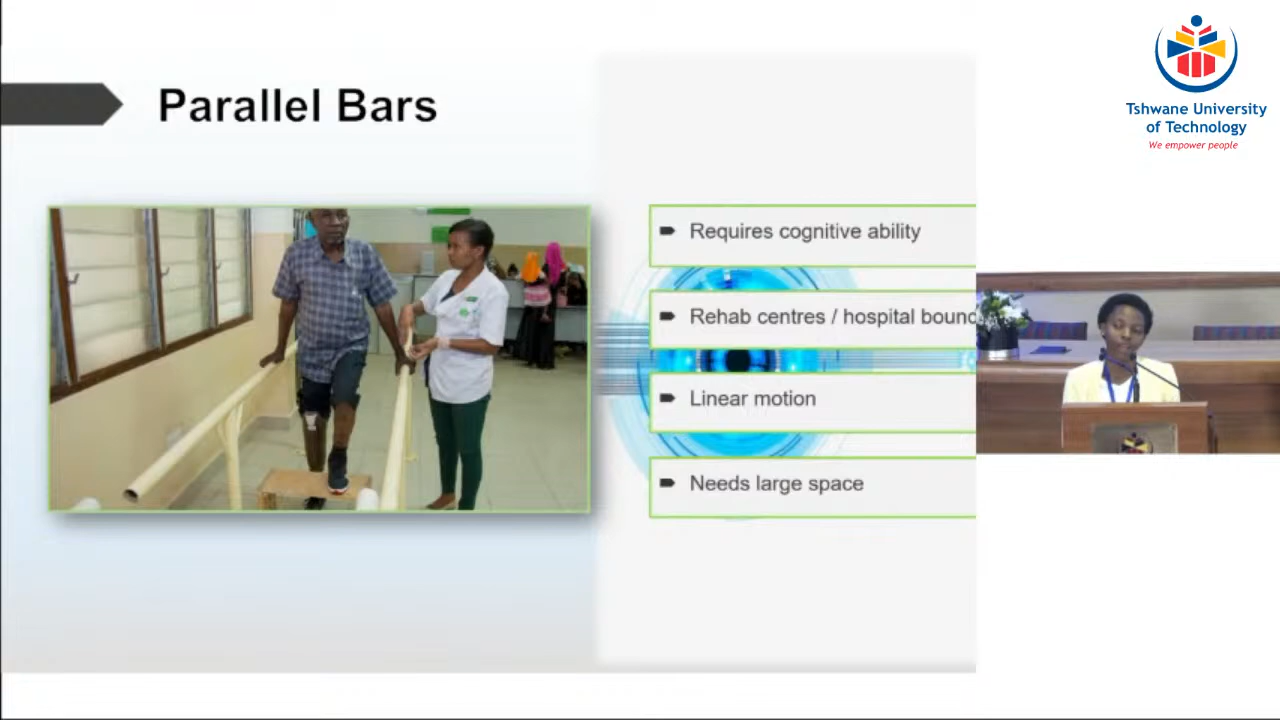 Parallel Bars
Requires cognitive ability
Rehab centres / hospital bound
Linear motion
Needs large space
Tshwane University
of Technology
We empower people